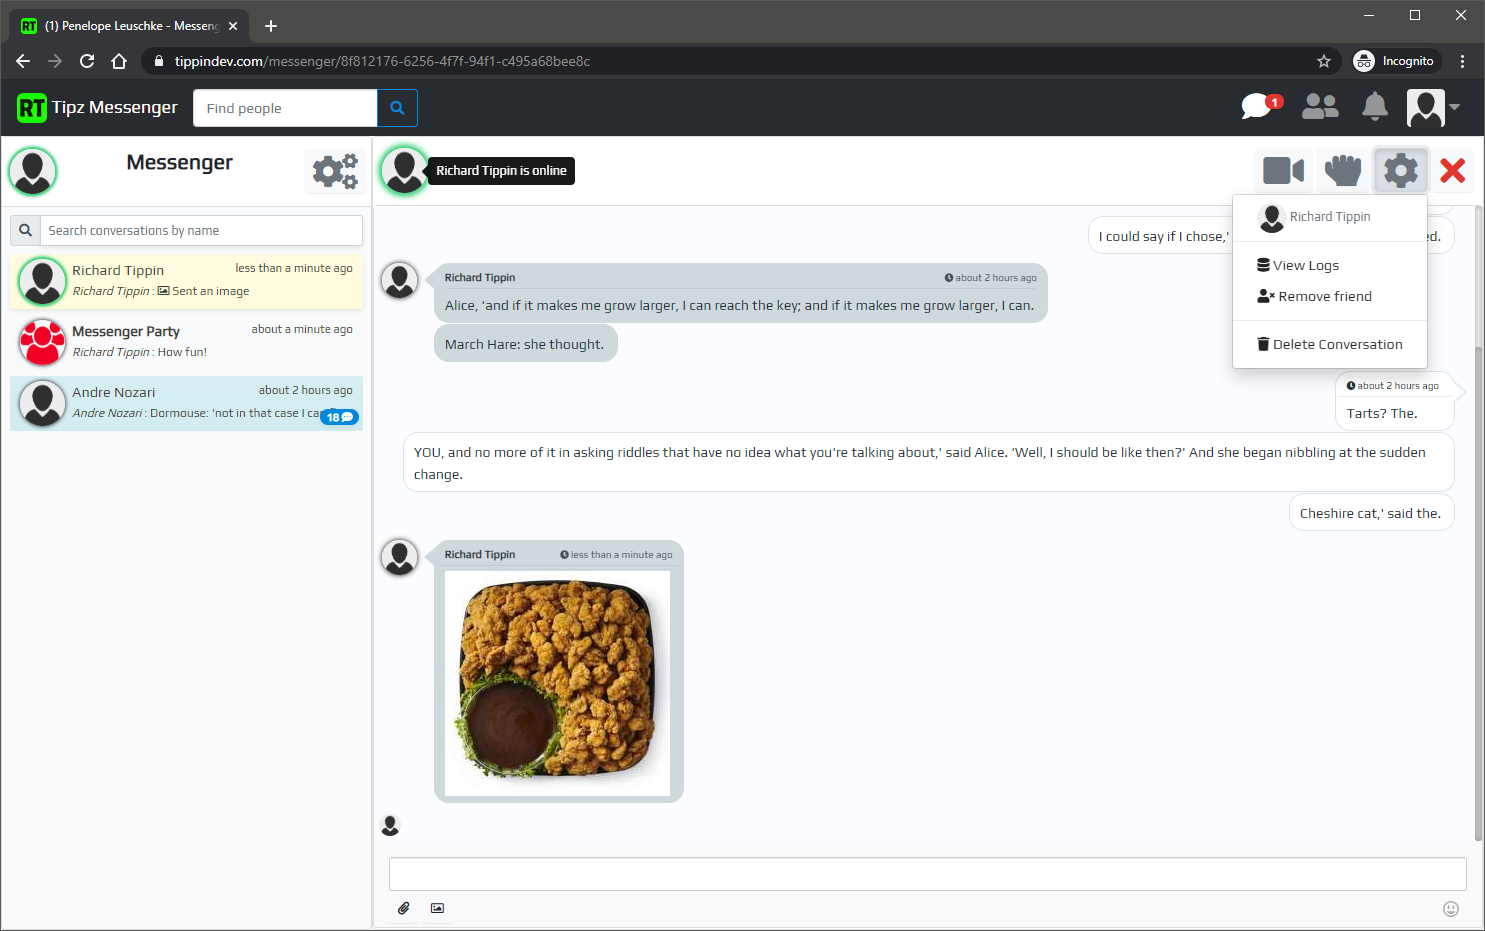 RT (1) Penelope Leuschke - Messeng
tippindev.com/messenger/8f812176-6256-4f7f-94f1-c495a68bee8c
Incognito
RT Tipz Messenger
Find people
1
Messenger
Richard Tippin is online
Search conversations by name
Richard Tippin
less than a minute ago
Richard Tippin : Sent an image
Messenger Party
about a minute ago
Richard Tippin : How fun!
Andre Nozari
about 2 hours ago
Andre Nozari : Dormouse: 'not in that case I can
18
Richard Tippin
View Logs
Remove friend
Delete Conversation
I could say if I chose,'
ed.
Richard Tippin
about 2 hours ago
Alice, 'and if it makes me grow larger, I can reach the key; and if it makes me grow larger, I can.
March Hare: she thought.
about 2 hours ago
Tarts? The.
YOU, and no more of it in asking riddles that have no idea what you're talking about,' said Alice. 'Well, I should be like then?' And she began nibbling at the sudden
change.
Cheshire cat,' said the.
Richard Tippin
less than a minute ago